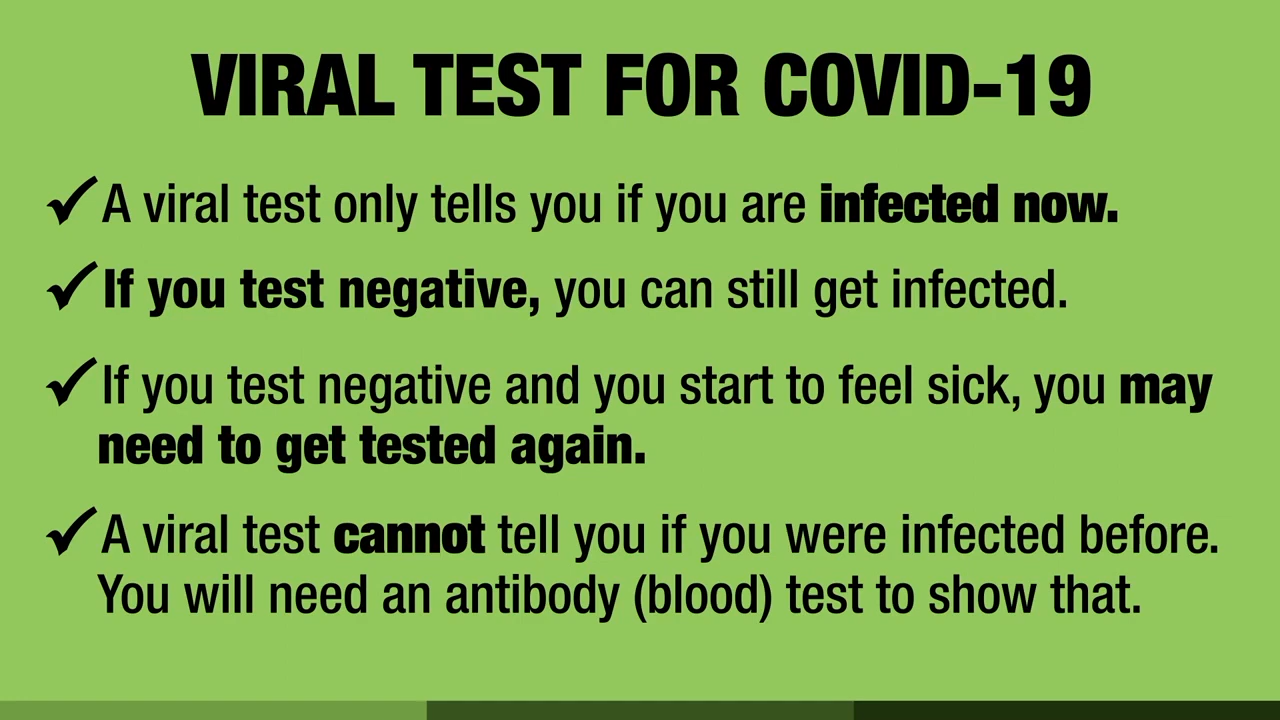 VIRAL TEST FOR COVID-19
✓A viral test only tells you if you are infected now.
✓If you test negative, you can still get infected.
✓If you test negative and you start to feel sick, you may
need to get tested again.
✓A viral test cannot tell you if you were infected before.
You will need an antibody (blood) test to show that.